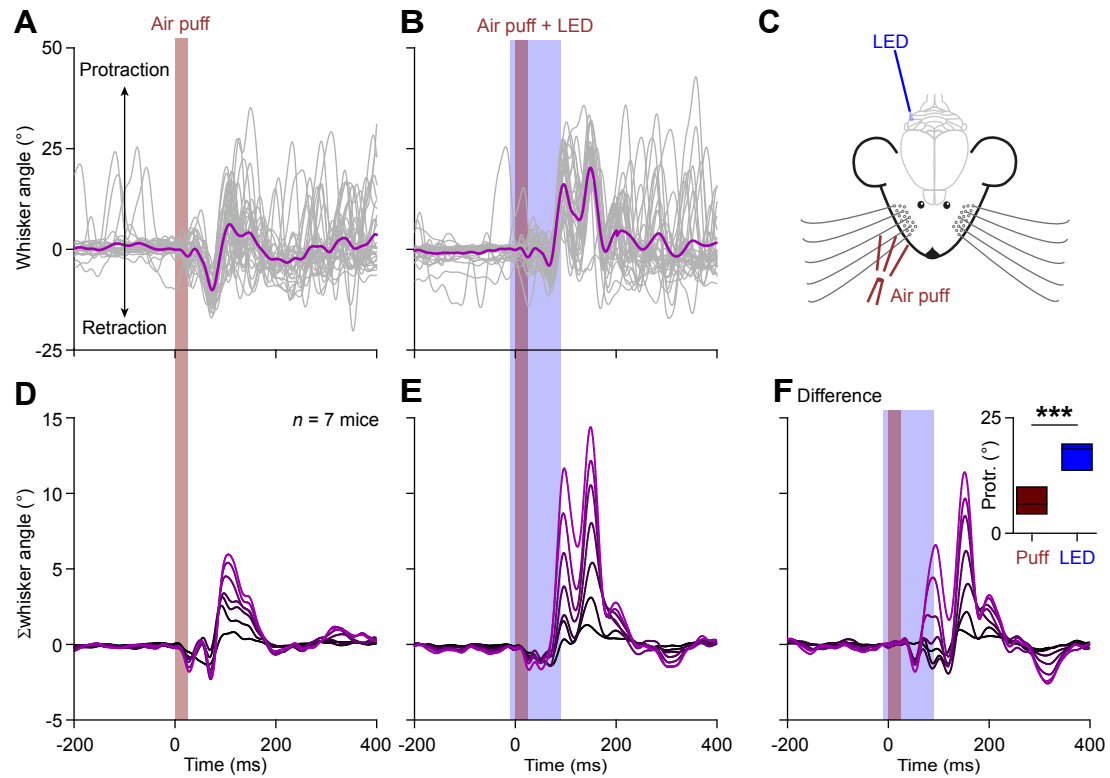 A
Air puff
50
Protraction
25
Whisker angle (°)
0
Retraction
-25
B
Air puff + LED
C
LED
Air puff
D
n = 7 mice
15
10
Σwhisker angle (°)
5
0
-5
-200
0
200
400
Time (ms)
E
-200
0
200
400
Time (ms)
F Difference
25
***
Protr. (°)
0
Puff
LED
-200
0
200
400
Time (ms)